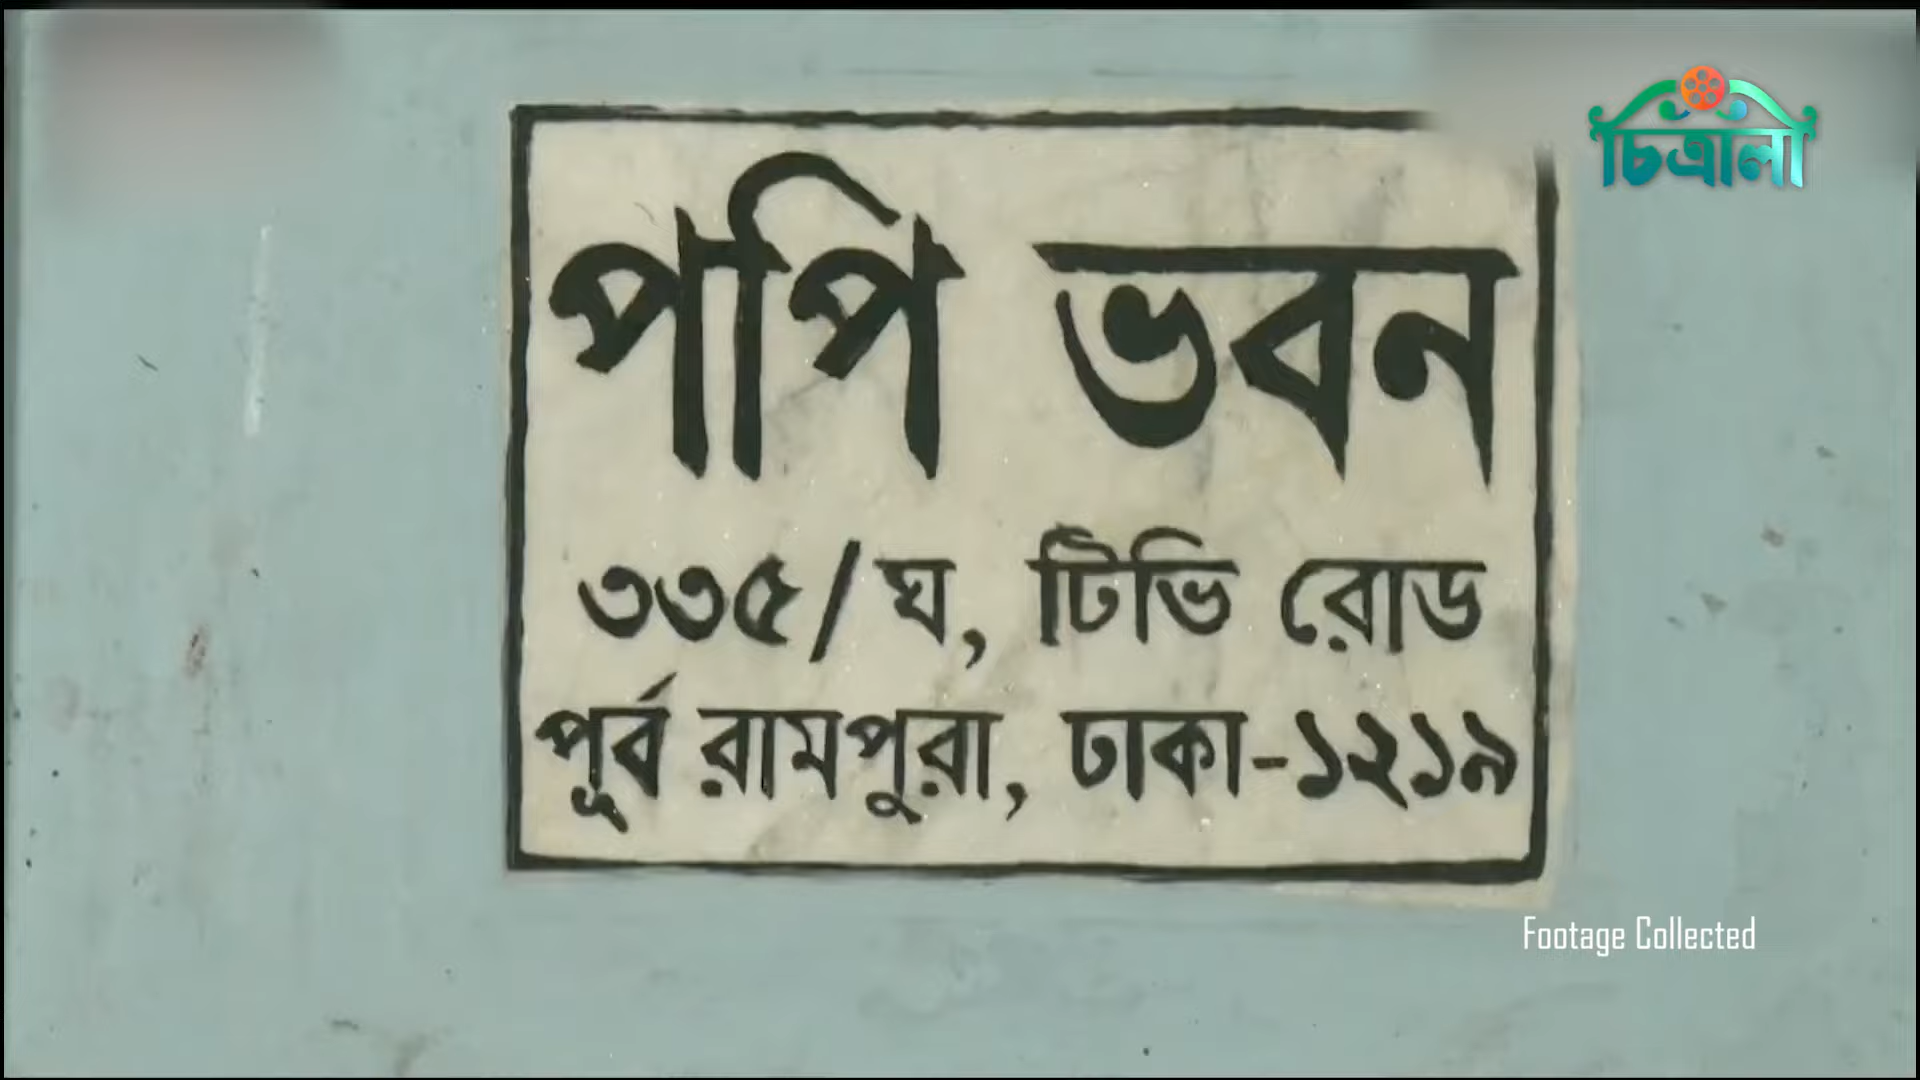 চিত্রালী
পপি ভবন
৩৩৫/ঘ, টিভি রোড
পূর্ব রামপুরা, ঢাকা-১২১৯
Footage Collected